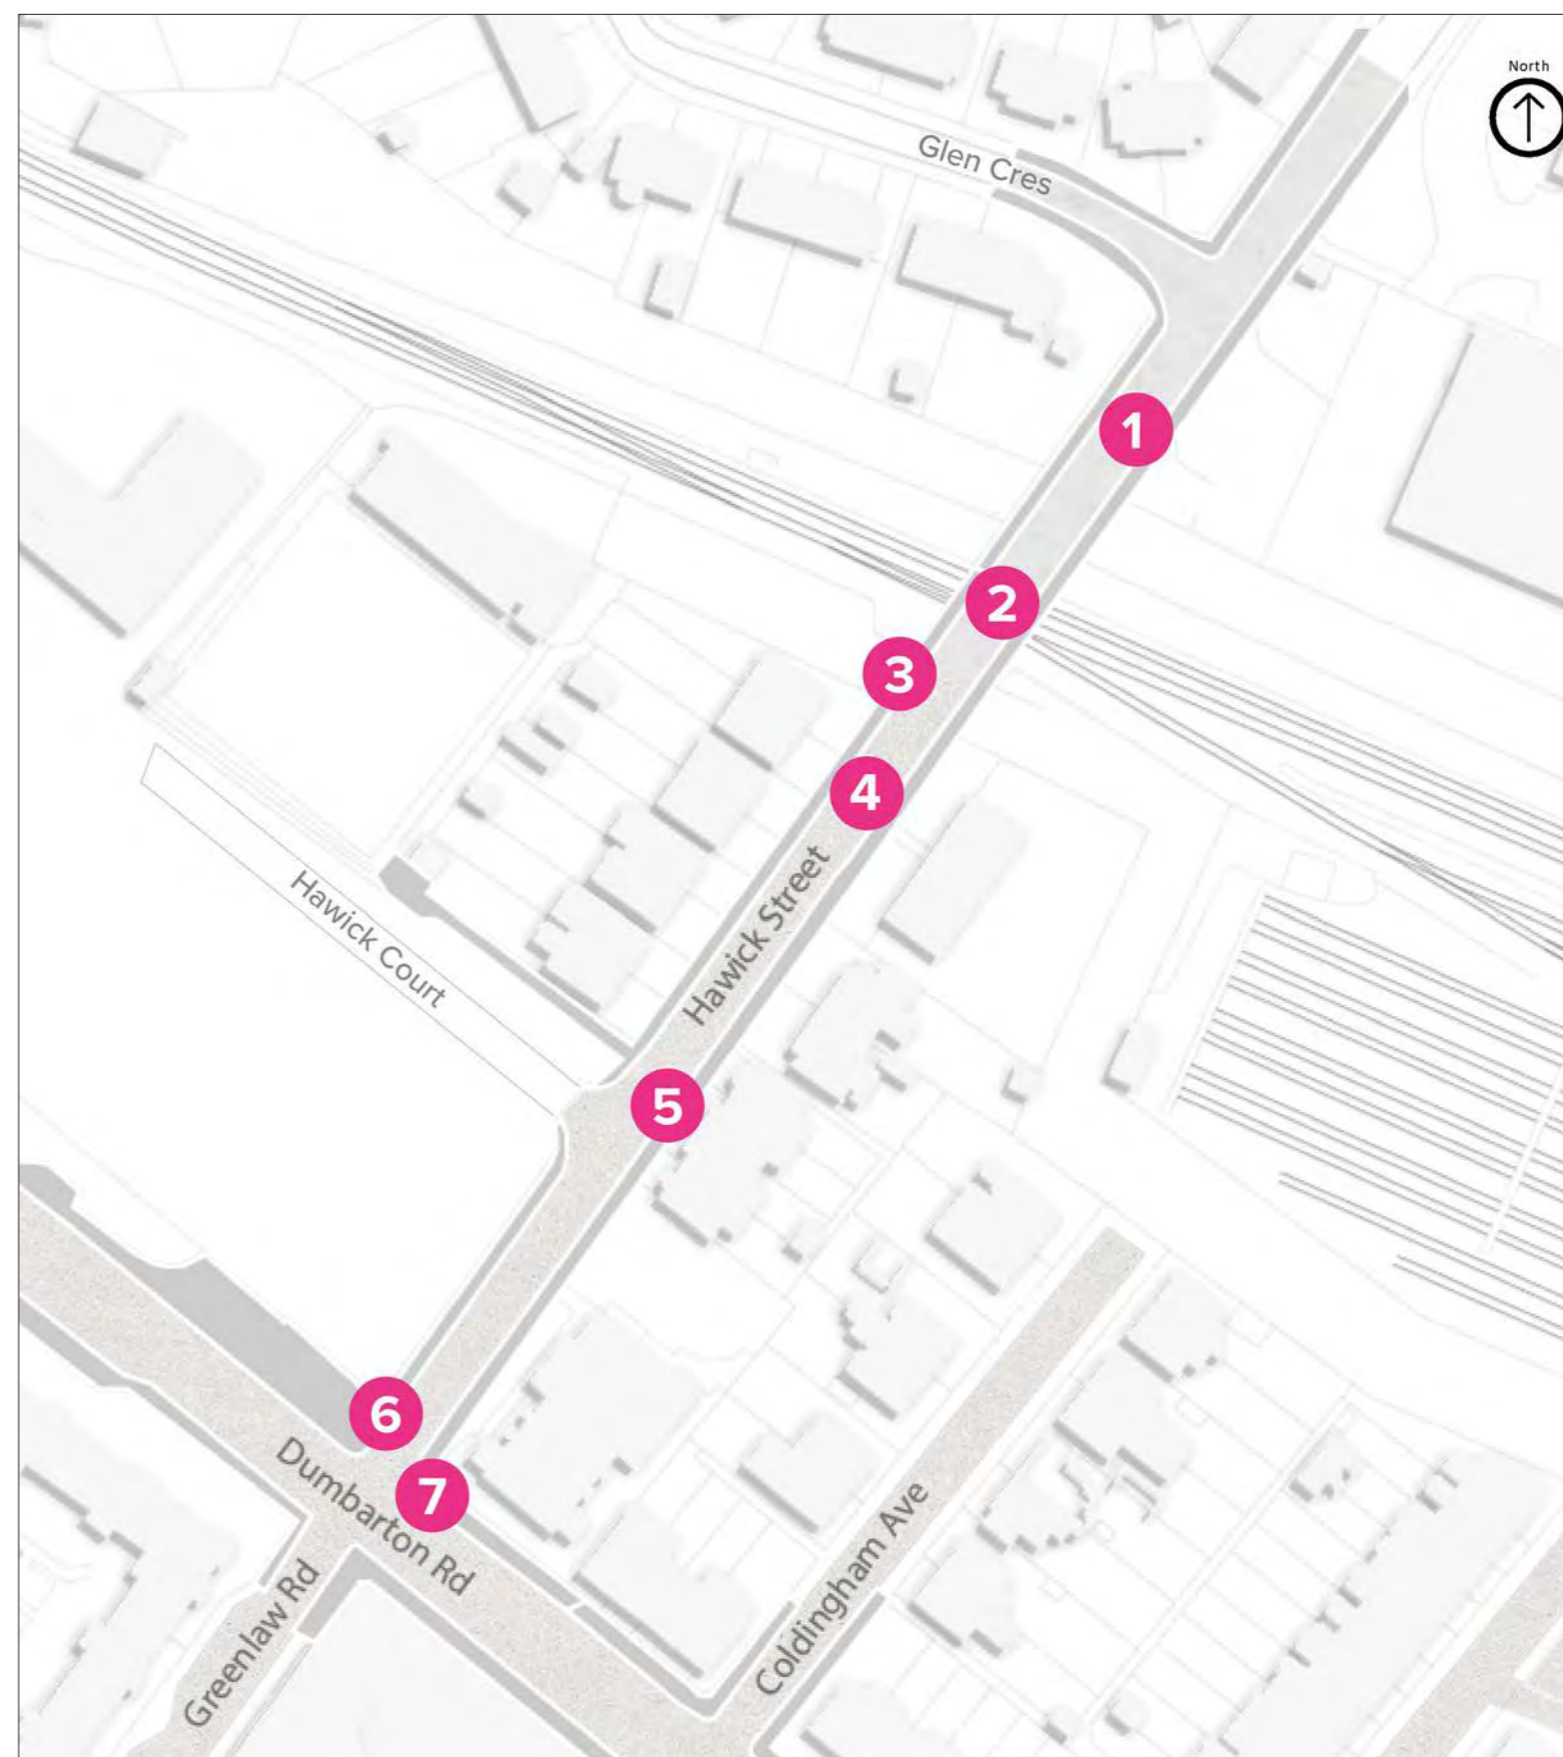 North
Glen Cres
1
2
3
4
Hawick Street
Hawick Court
5
6
7
Dumbarton Rd
Coldingham Ave
Greenlaw Rd